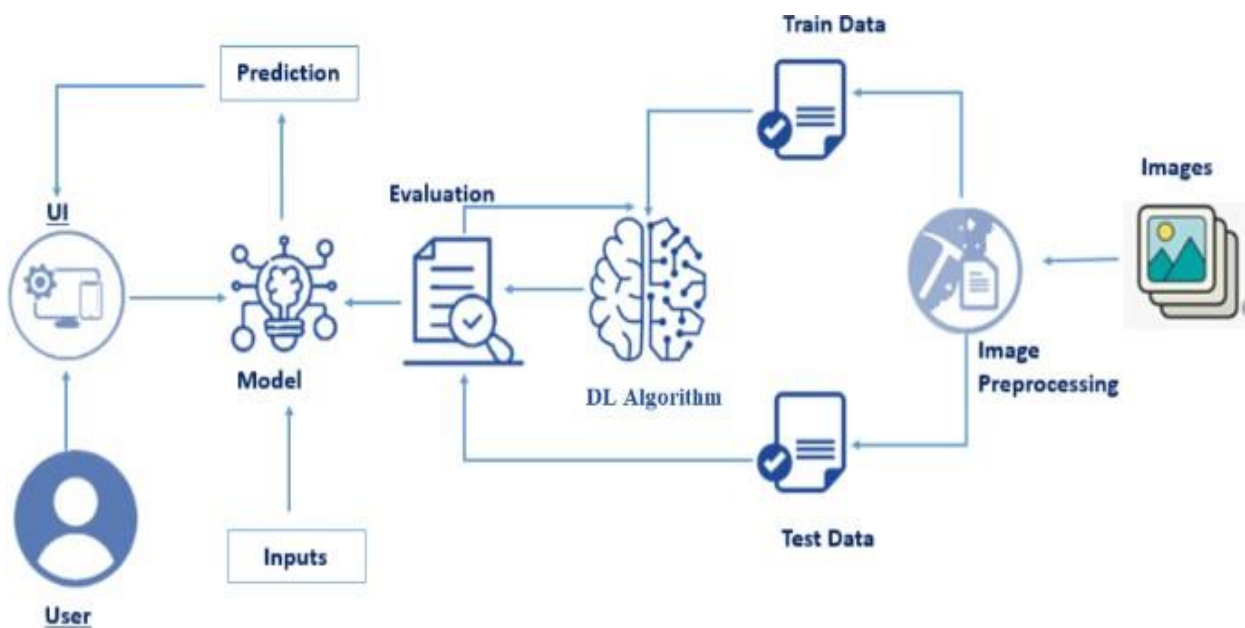 Train Data
Prediction
Images
Evaluation
UI
Image
Preprocessing
Model
DL Algorithm
Test Data
Inputs
User